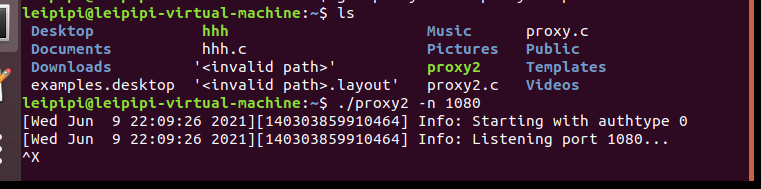 leipipi@leipipi-virtual-machine:~$ ls
Desktop hhh Music proxy.c
Documents hhh.c Pictures Public
Downloads '<invalid path>' proxy2 Templates
examples.desktop '<invalid path>.layout' proxy2.c Videos
leipipi@leipipi-virtual-machine:~$ ./proxy2 -n 1080
[Wed Jun  9 22:09:26 2021][140303859910464] Info: Starting with authtype 0
[Wed Jun  9 22:09:26 2021][140303859910464] Info: Listening port 1080...
^X